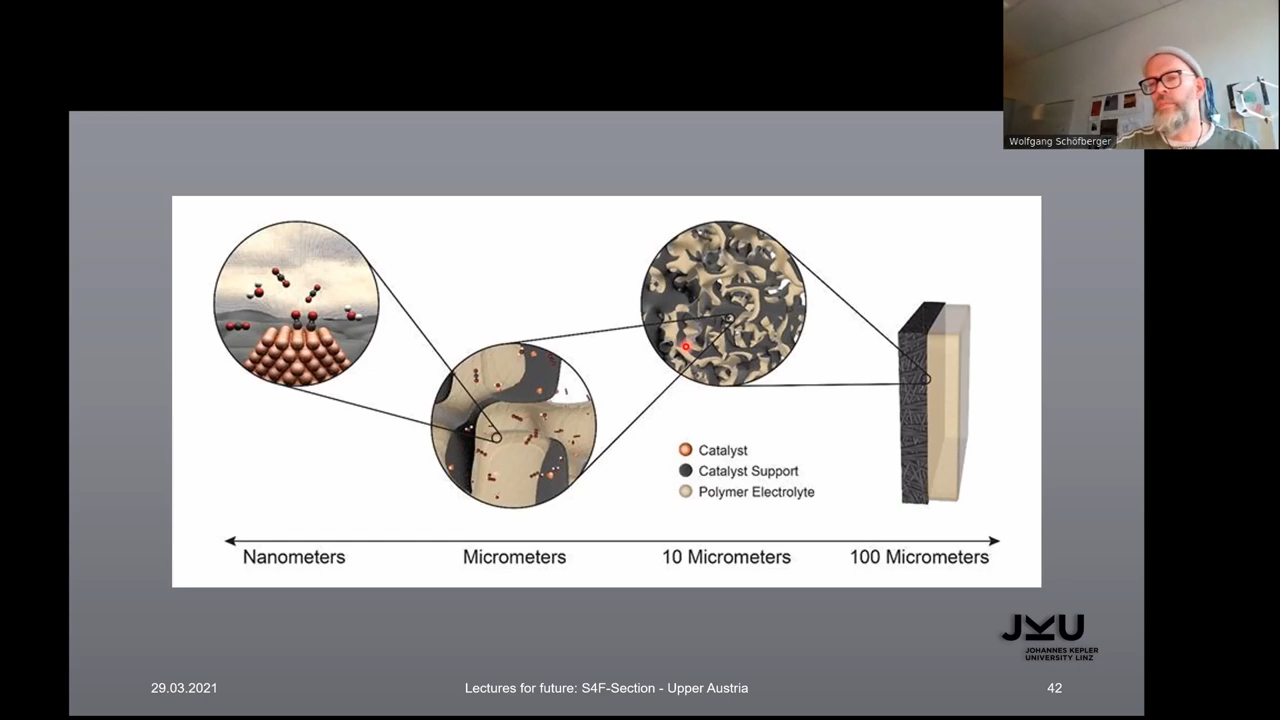 Wolfgang Schöfberger
Catalyst
Catalyst Support
Polymer Electrolyte
Nanometers
Micrometers
10 Micrometers
100 Micrometers
JKU
JOHANNES KEPLER
UNIVERSITY LINZ
29.03.2021
Lectures for future: S4F-Section - Upper Austria
42